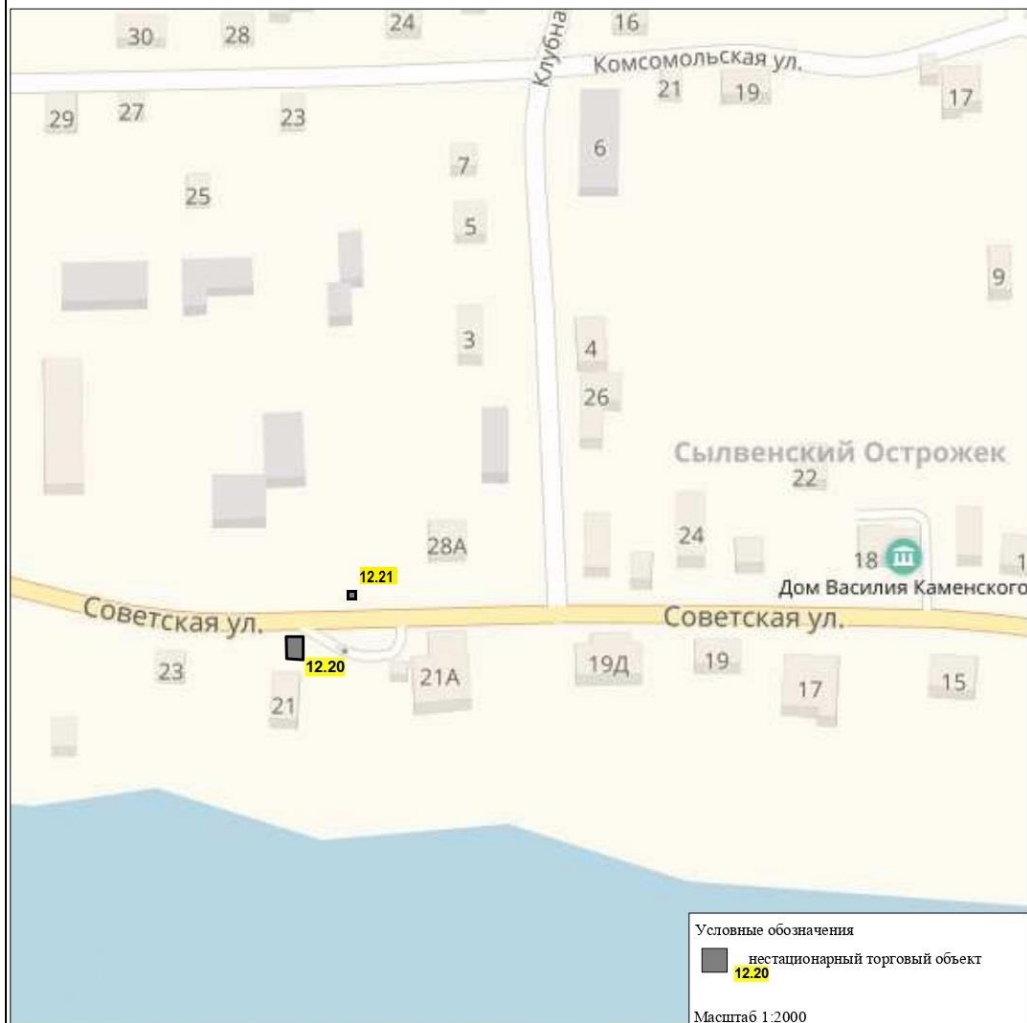 30
28
24
16
Клубна
Комсомольская ул.
29
27
23
21
19
17
6
7
25
5
9
3
4
26
Сылвенский Острожек
22
24
28А
18
1
Дом Василия Каменского
12.21
Советская ул.
Советская ул.
12.20
23
21
21А
19Д
19
17
15
Условные обозначения
нестационарный торговый объект
12.20
Масштаб 1:2000